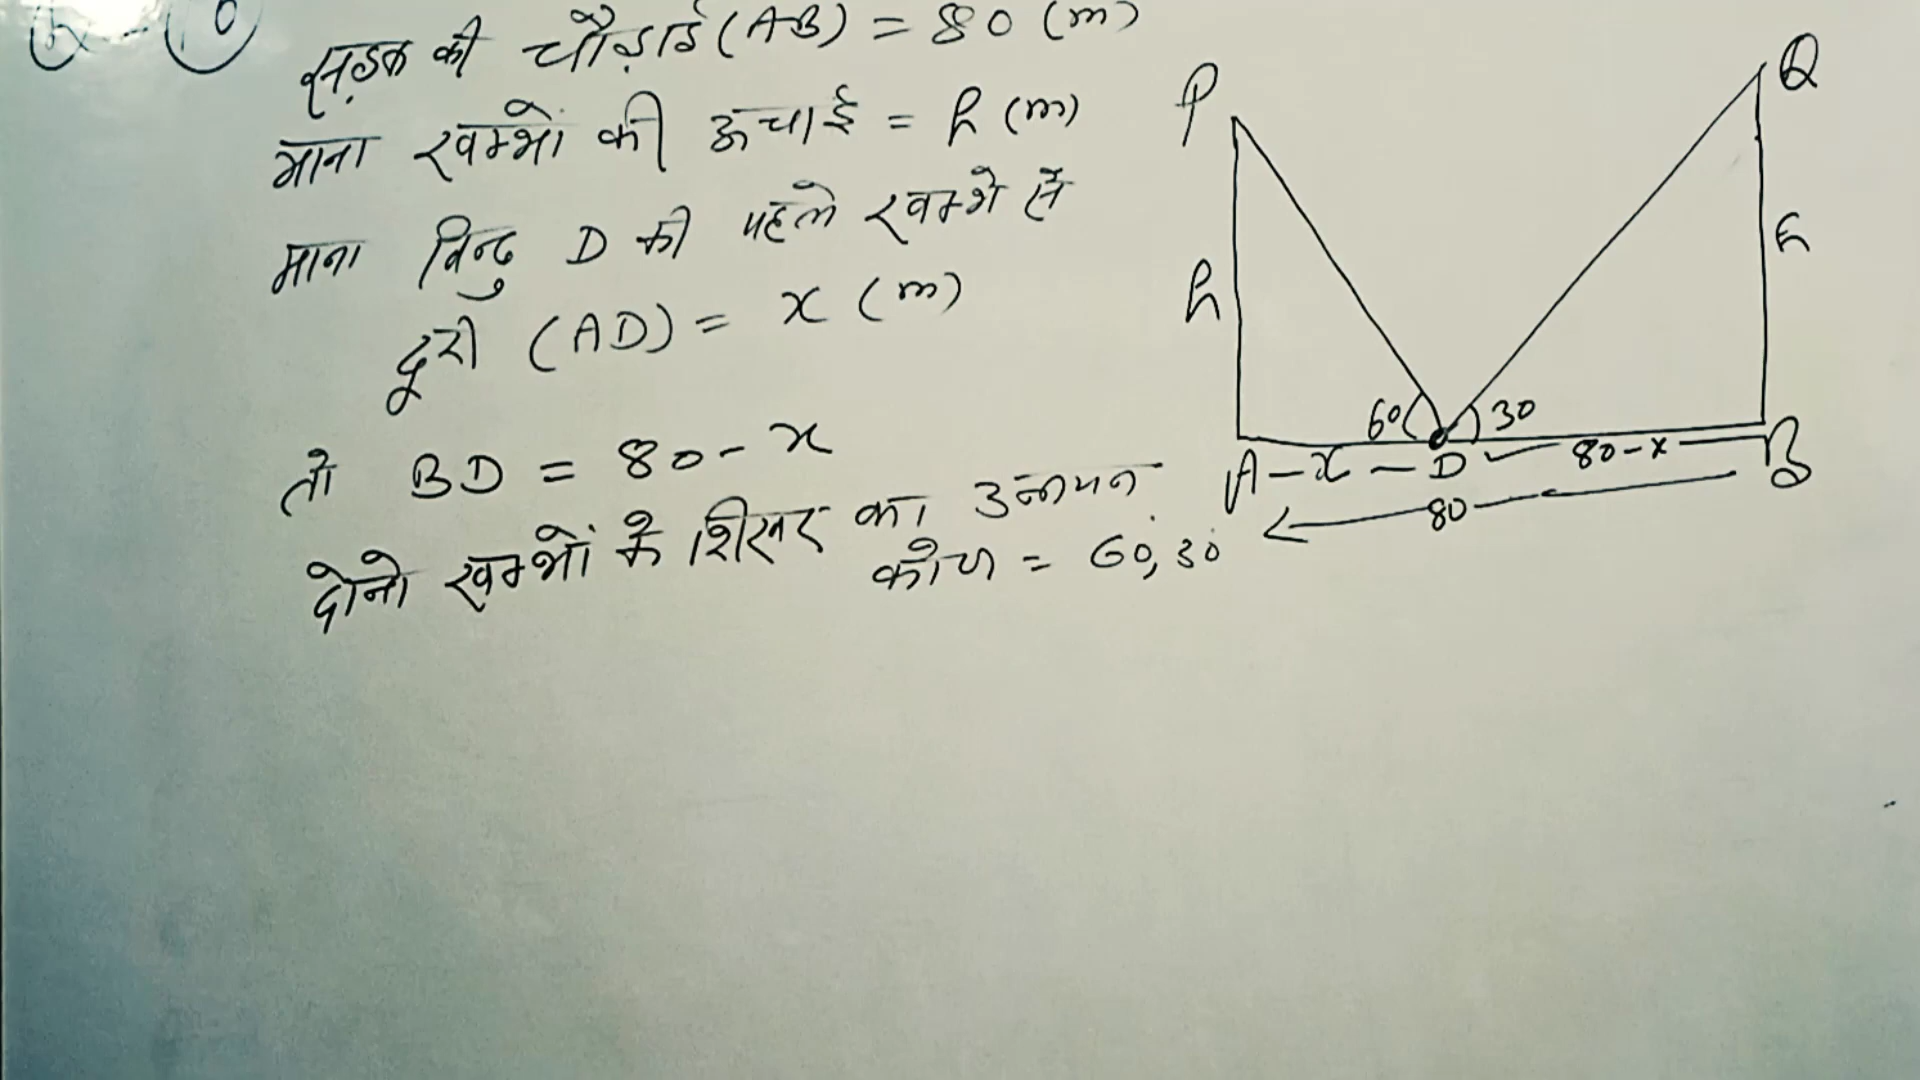 सड़क की चौड़ाई (AB) = 80 (m)
माना खम्भों की ऊचाई = h (m)
माना विन्दु D की पहले खम्भे से
दूरी (AD) = x (m)
तो BD = 80 - x
दोनो खम्भों के शिखर का उन्नयन
कोण = 60°, 30°
P
Q
h
h
60
30
A - x - D
80 - x
B
80